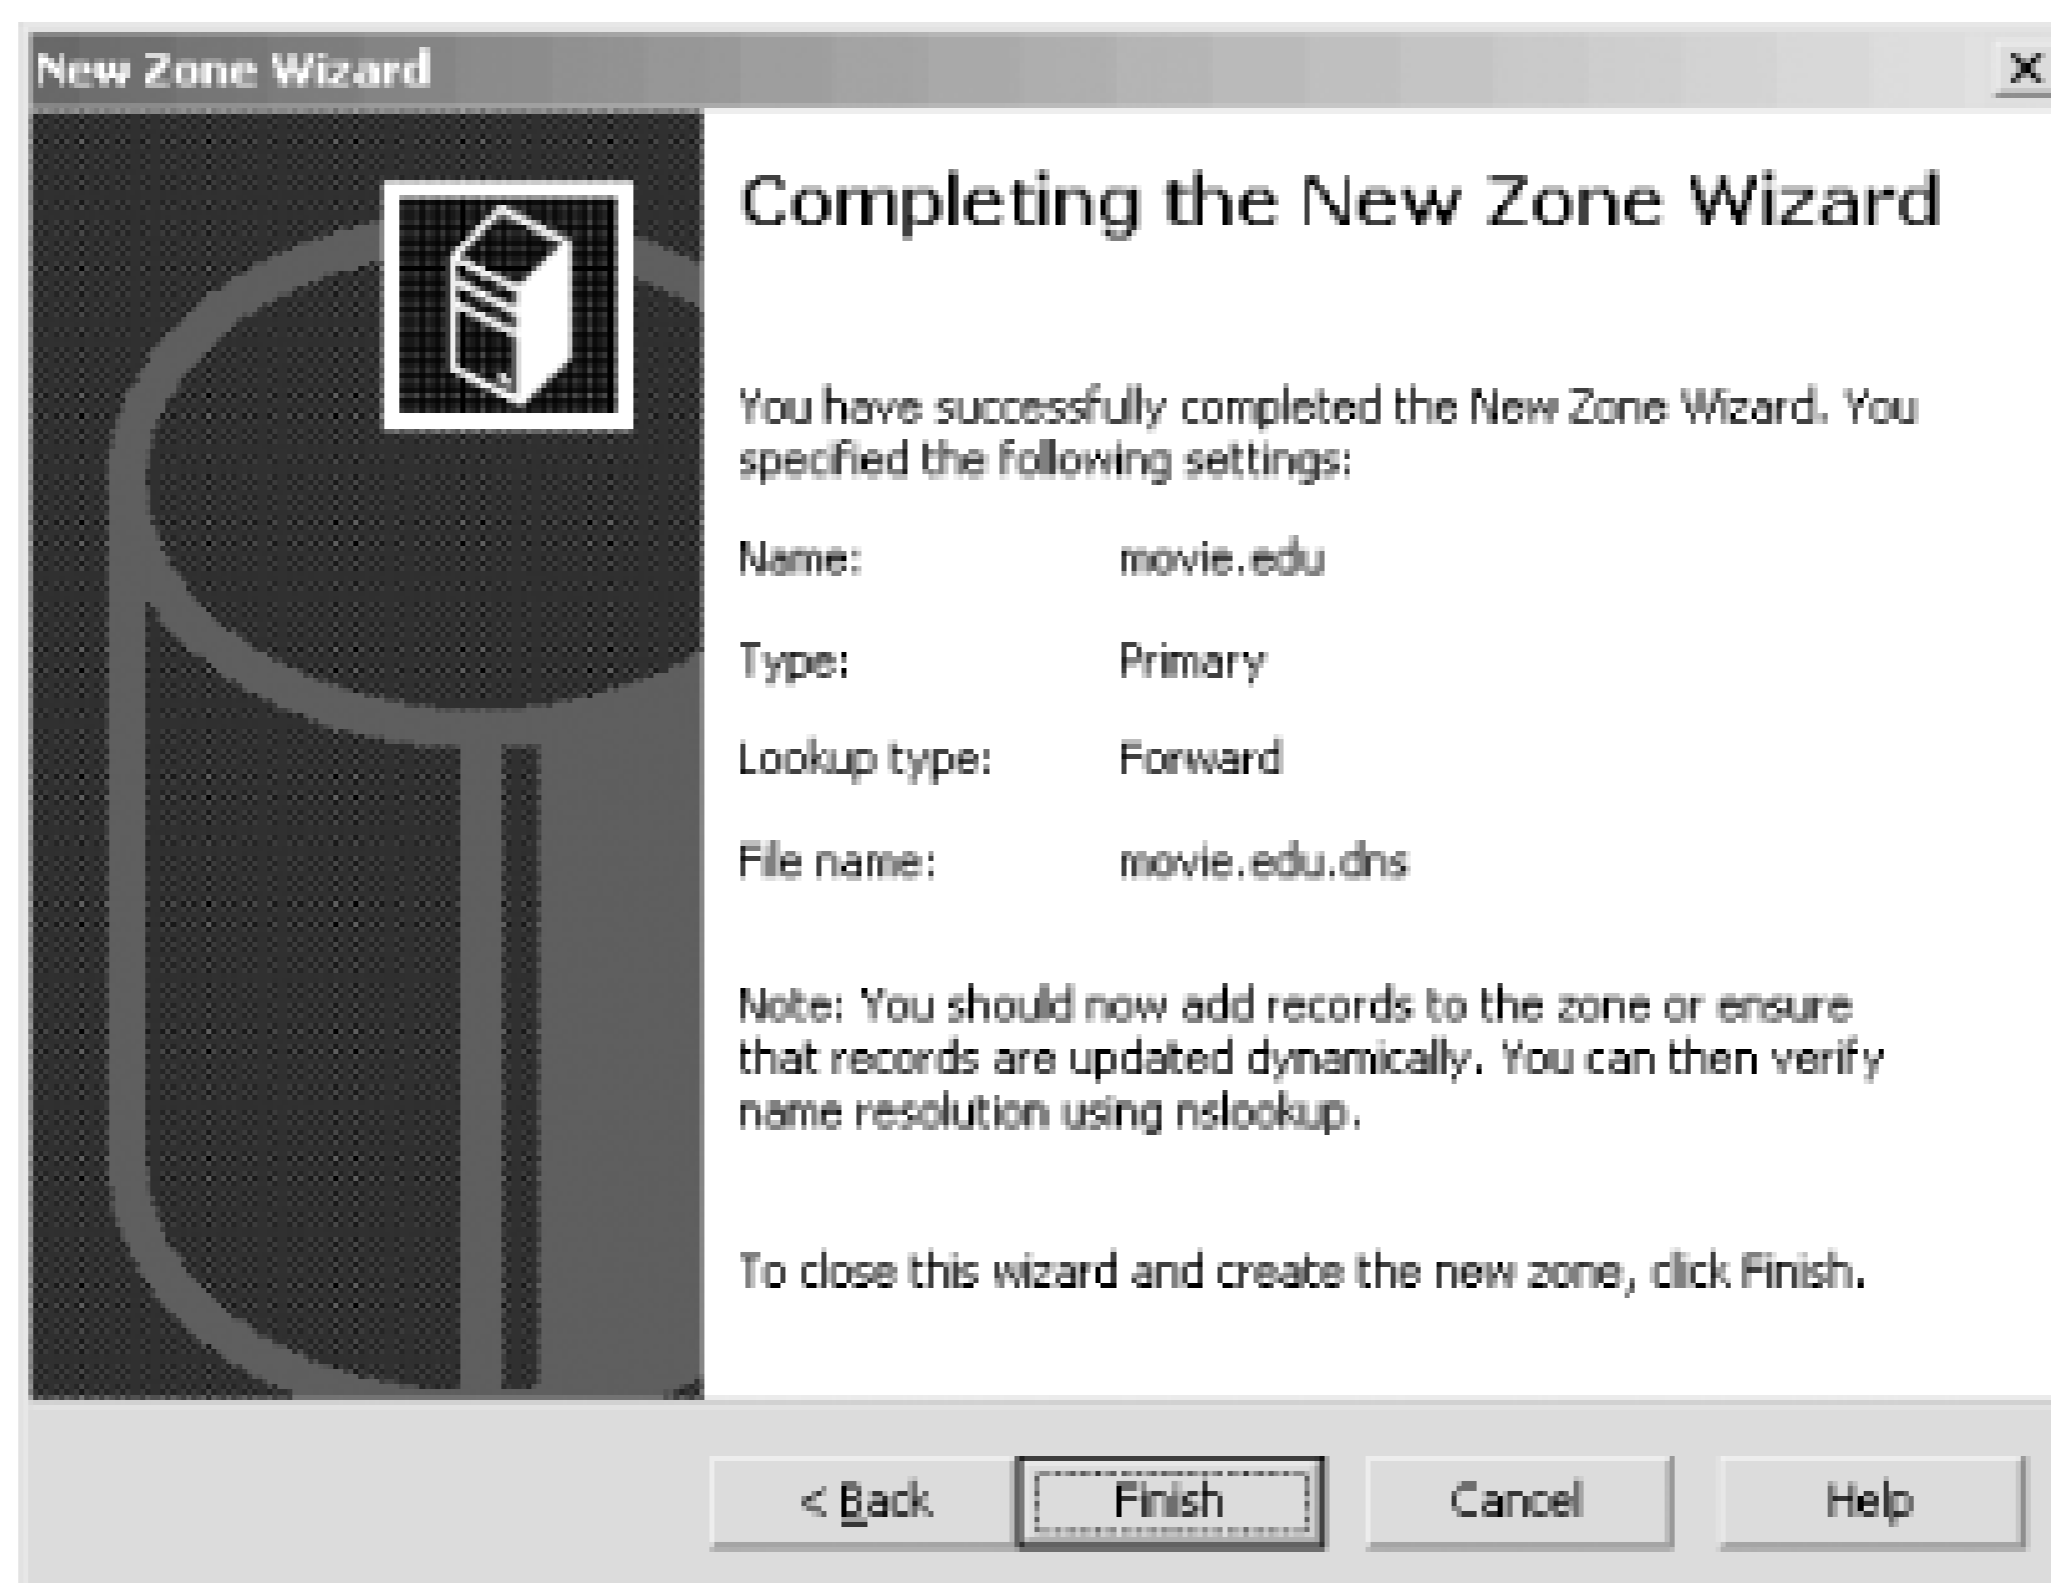 New Zone Wizard
Completing the New Zone Wizard
You have successfully completed the New Zone Wizard. You
specified the following settings:
Name: movie.edu
Type: Primary
Lookup type: Forward
File name: movie.edu.dns
Note: You should now add records to the zone or ensure
that records are updated dynamically. You can then verify
name resolution using nslookup.
To close this wizard and create the new zone, click Finish.
< Back Finish Cancel Help